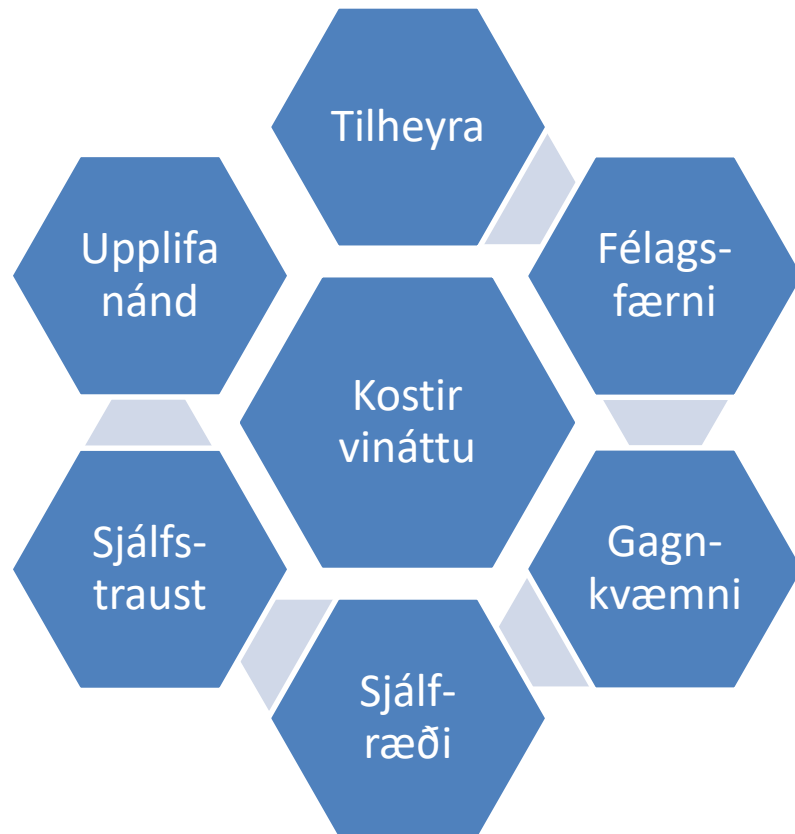 Tilheyra
Félags-
færni
Gagn-
kvæmni
Sjálf-
ræði
Sjálfs-
traust
Upplifa
nánd
Kostir
vináttu